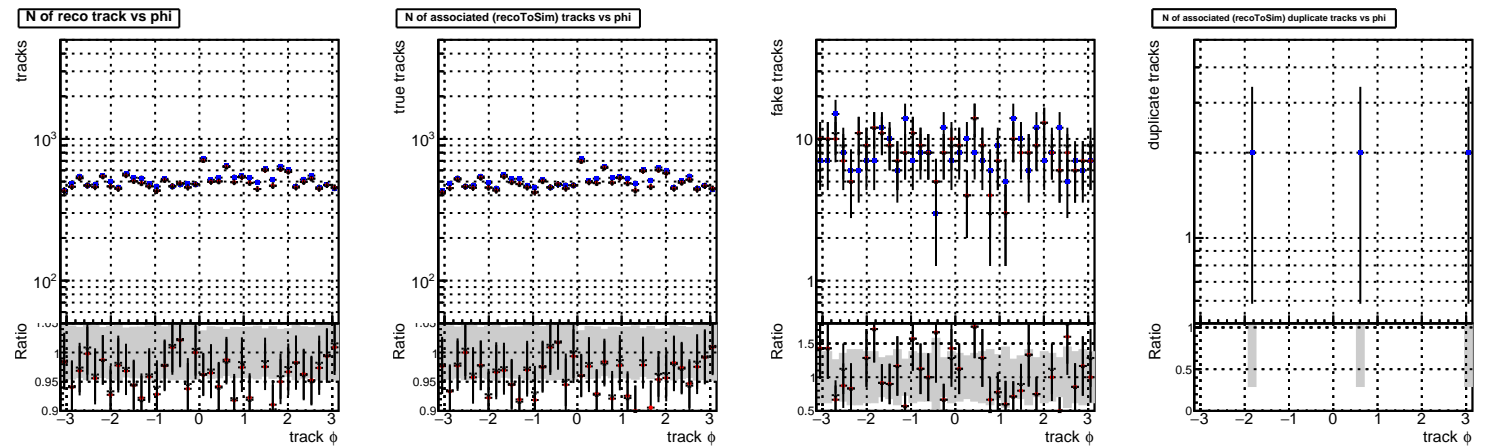 N of reco track vs phi
tracks
10³
10²
Ratio
1
0.95
0.9
−3 −2 −1 0 1 2 3
track ϕ
N of associated (recoToSim) tracks vs phi
true tracks
10³
10²
Ratio
1
0.95
0.9
−3 −2 −1 0 1 2 3
track ϕ
fake tracks
10
1
Ratio
1.5
1
0.5
−3 −2 −1 0 1 2 3
track ϕ
N of associated (recoToSim) duplicate tracks vs phi
duplicate tracks
1
Ratio
1
0.5
0
−3 −2 −1 0 1 2 3
track ϕ